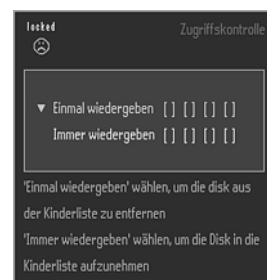 locked
Zugriffskontrolle
▼ Einmal wiedergeben [ ] [ ] [ ] [ ]
Immer wiedergeben [ ] [ ] [ ] [ ]
'Einmal wiedergeben' wählen, um die disk aus
der Kinderliste zu entfernen
'Immer wiedergeben' wählen, um die Disk in die
Kinderliste aufzunehmen